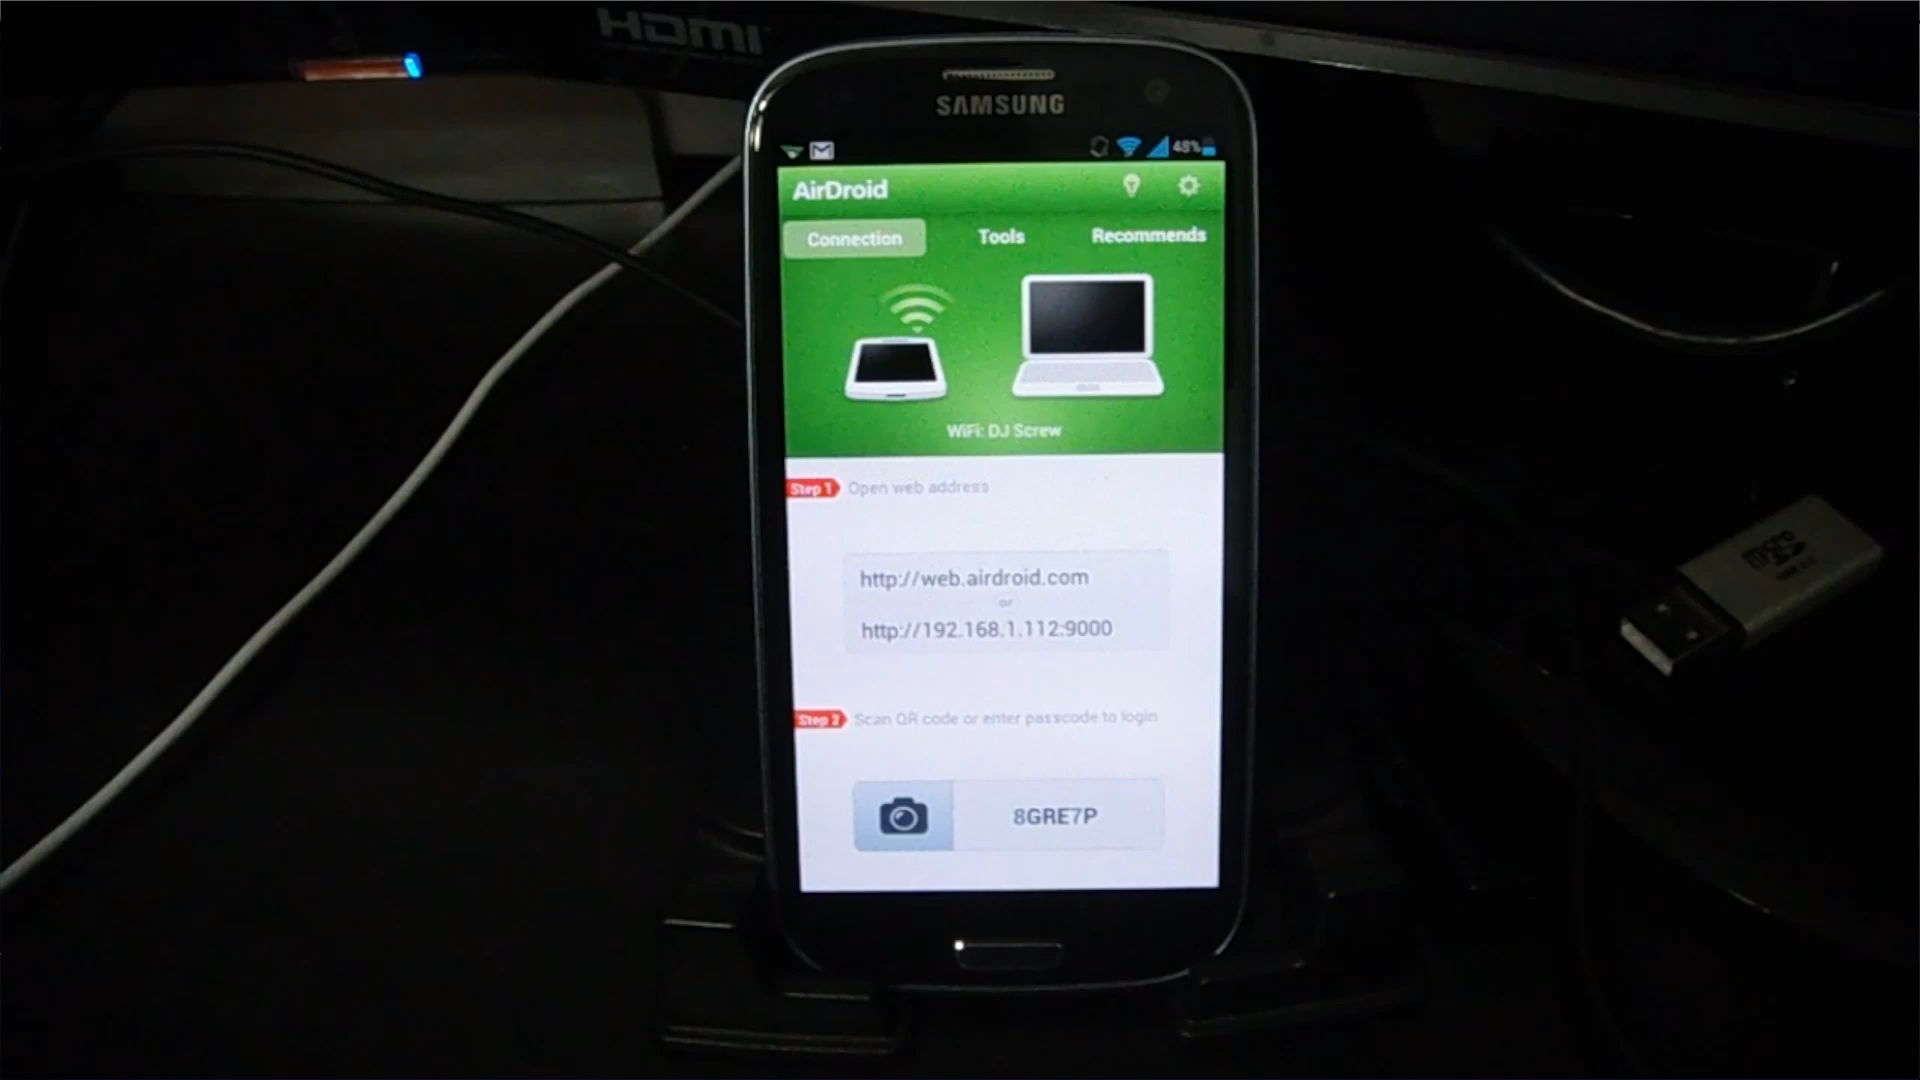 HDMI
SAMSUNG
48%
AirDroid
Connection Tools Recommends
WiFi: DJ Screw
Step 1 Open web address
http://web.airdroid.com
or
http://192.168.1.112:9000
Step 2 Scan QR code or enter passcode to login
8GRE7P
micro